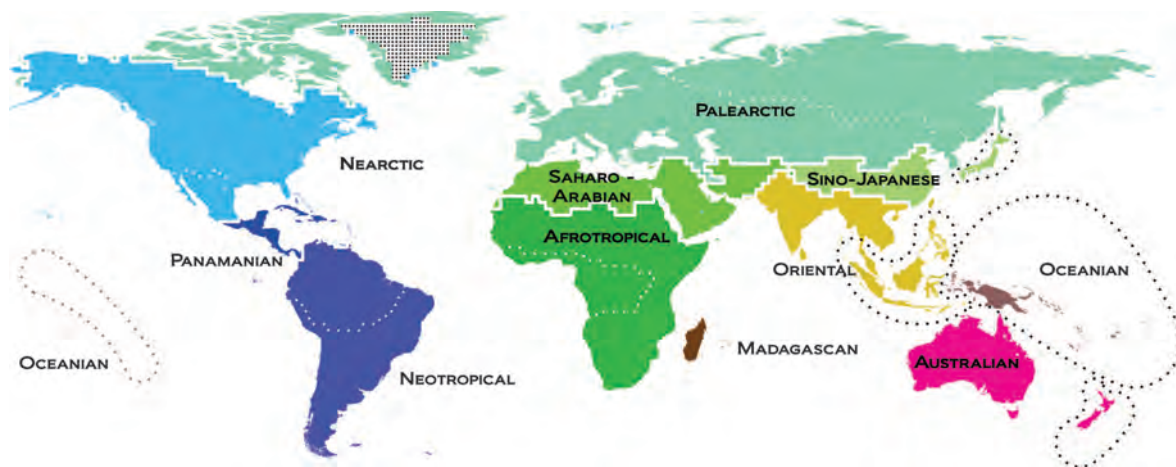 PALEARCTIC
NEARCTIC
SAHARO -
ARABIAN
SINO-JAPANESE
AFROTROPICAL
PANAMANIAN
ORIENTAL
OCEANIAN
MADAGASCAN
OCEANIAN
AUSTRALIAN
NEOTROPICAL